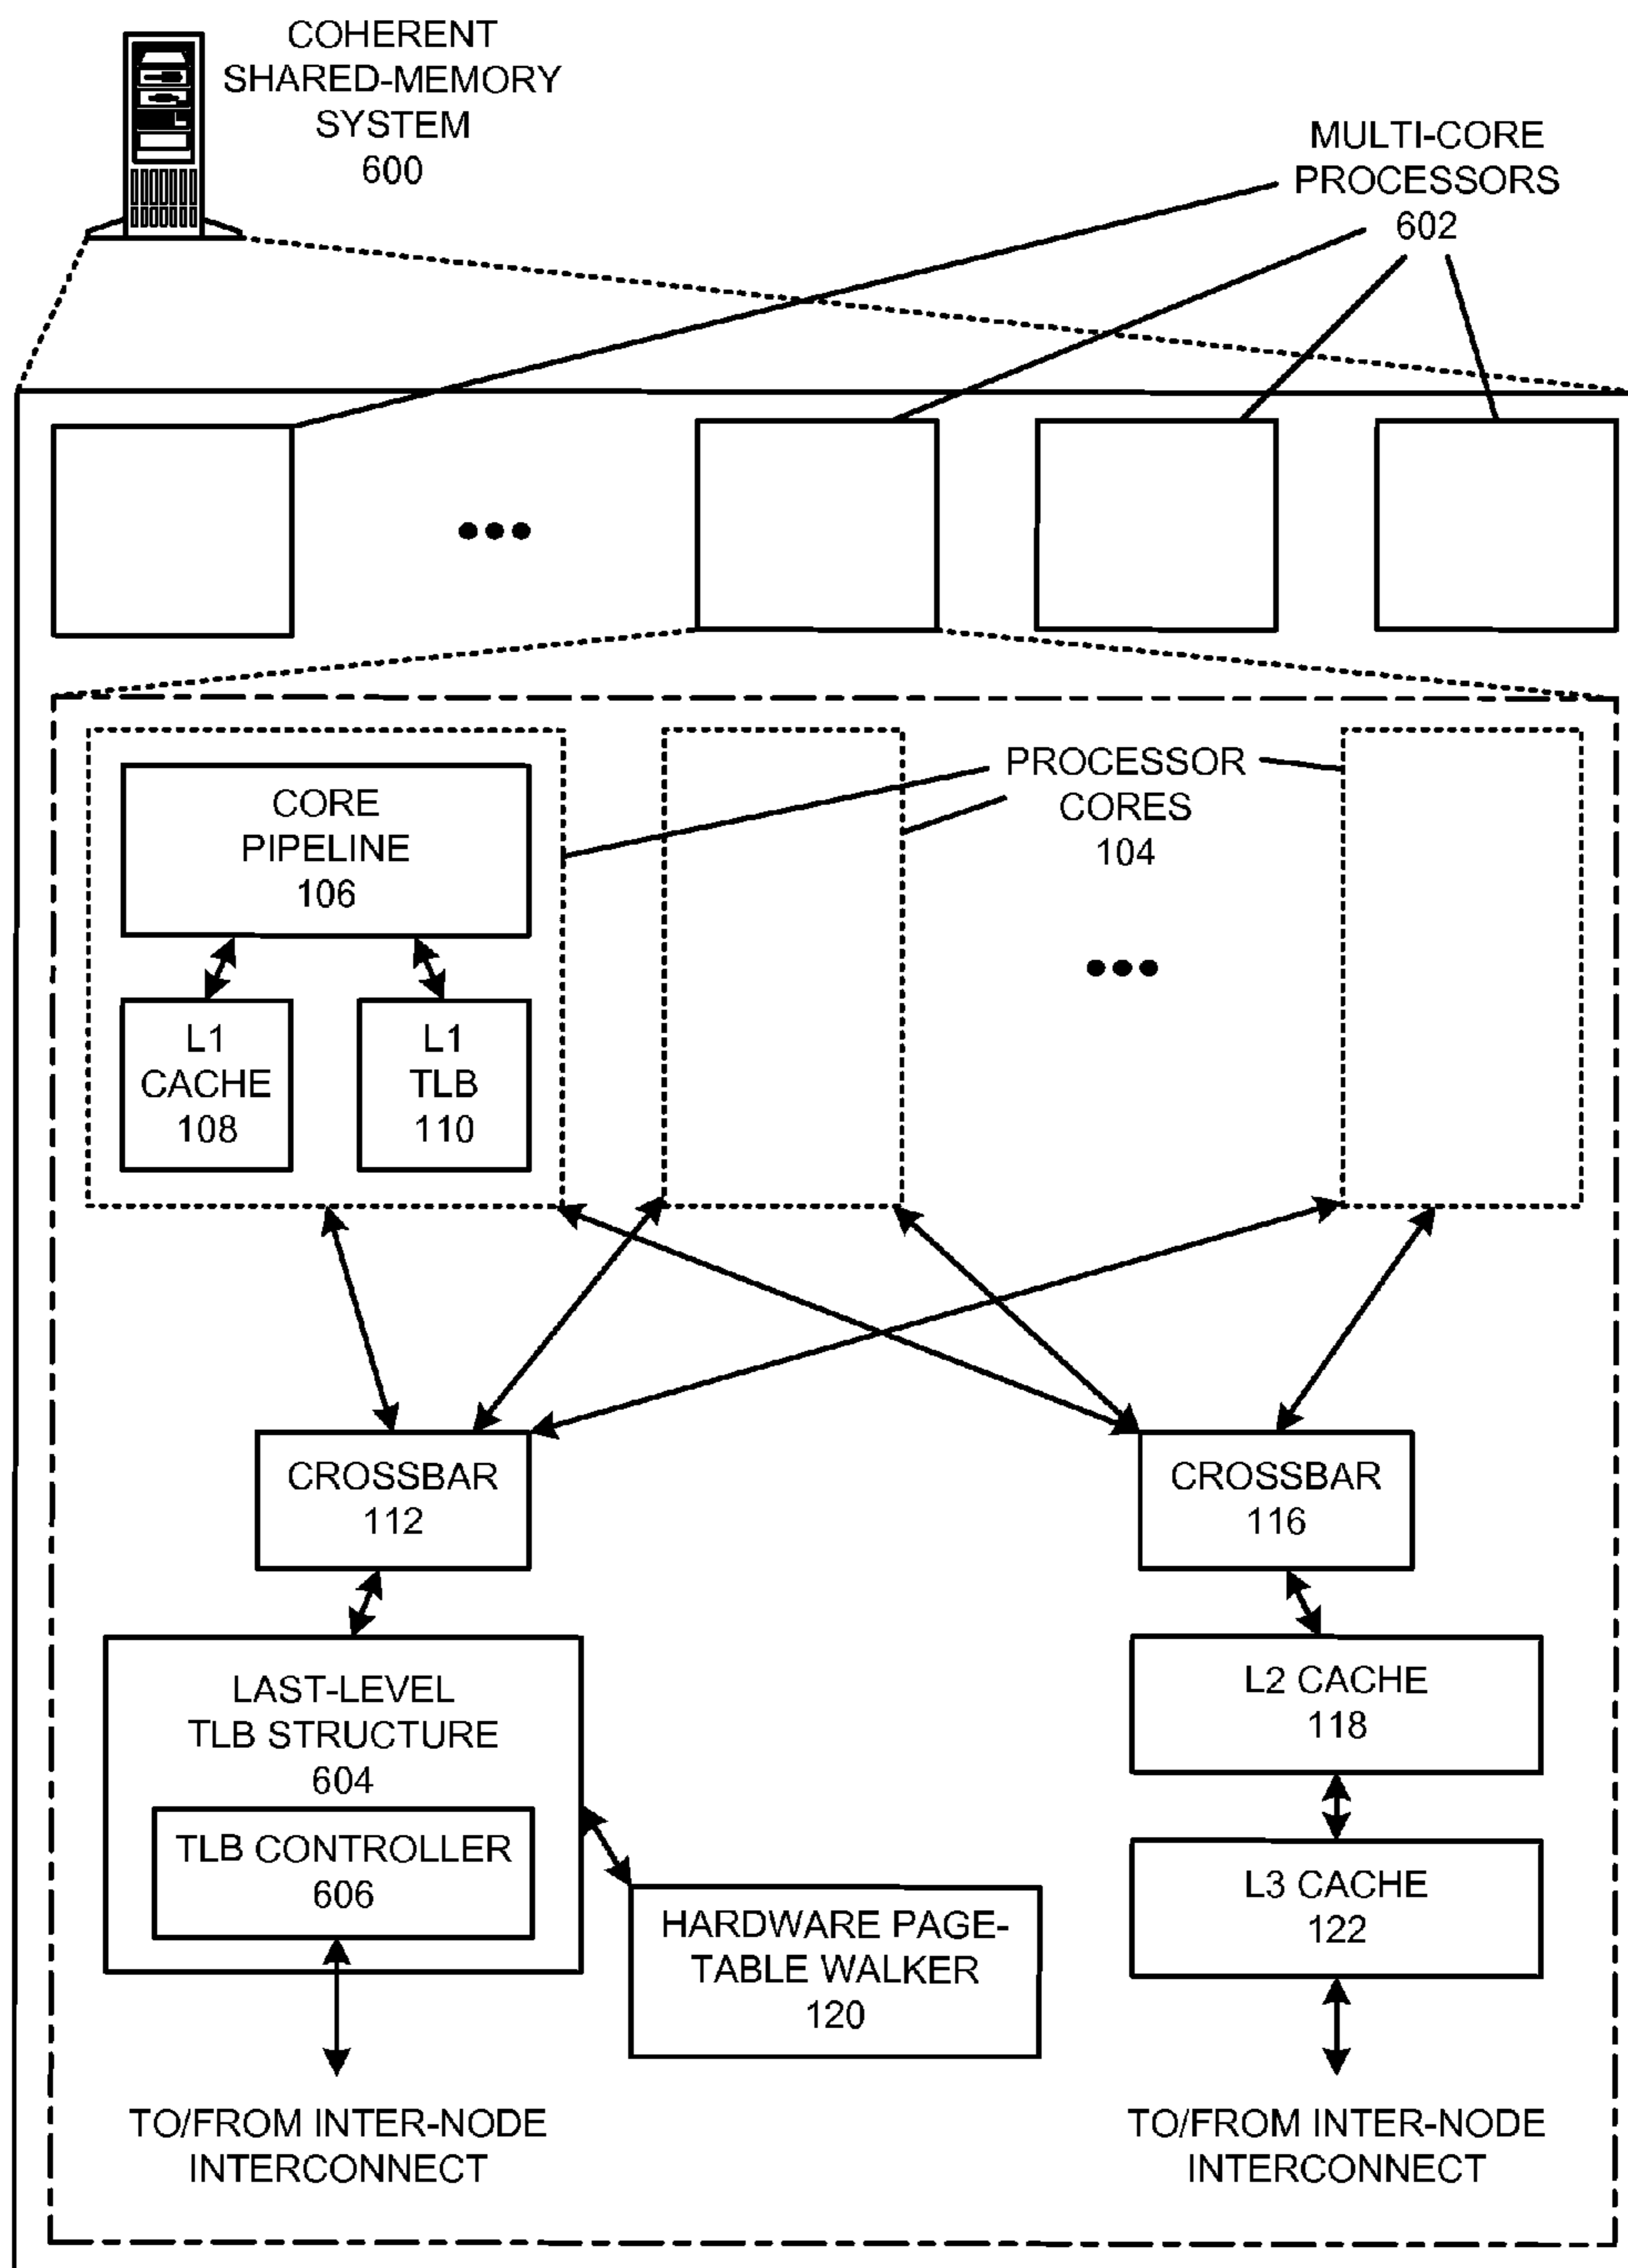 COHERENT
SHARED-MEMORY
SYSTEM
600
MULTI-CORE
PROCESSORS
602
PROCESSOR
CORES
104
CORE
PIPELINE
106
L1
CACHE
108
L1
TLB
110
CROSSBAR
112
CROSSBAR
116
LAST-LEVEL
TLB STRUCTURE
604
TLB CONTROLLER
606
L2 CACHE
118
L3 CACHE
122
HARDWARE PAGE-
TABLE WALKER
120
TO/FROM INTER-NODE
INTERCONNECT
TO/FROM INTER-NODE
INTERCONNECT